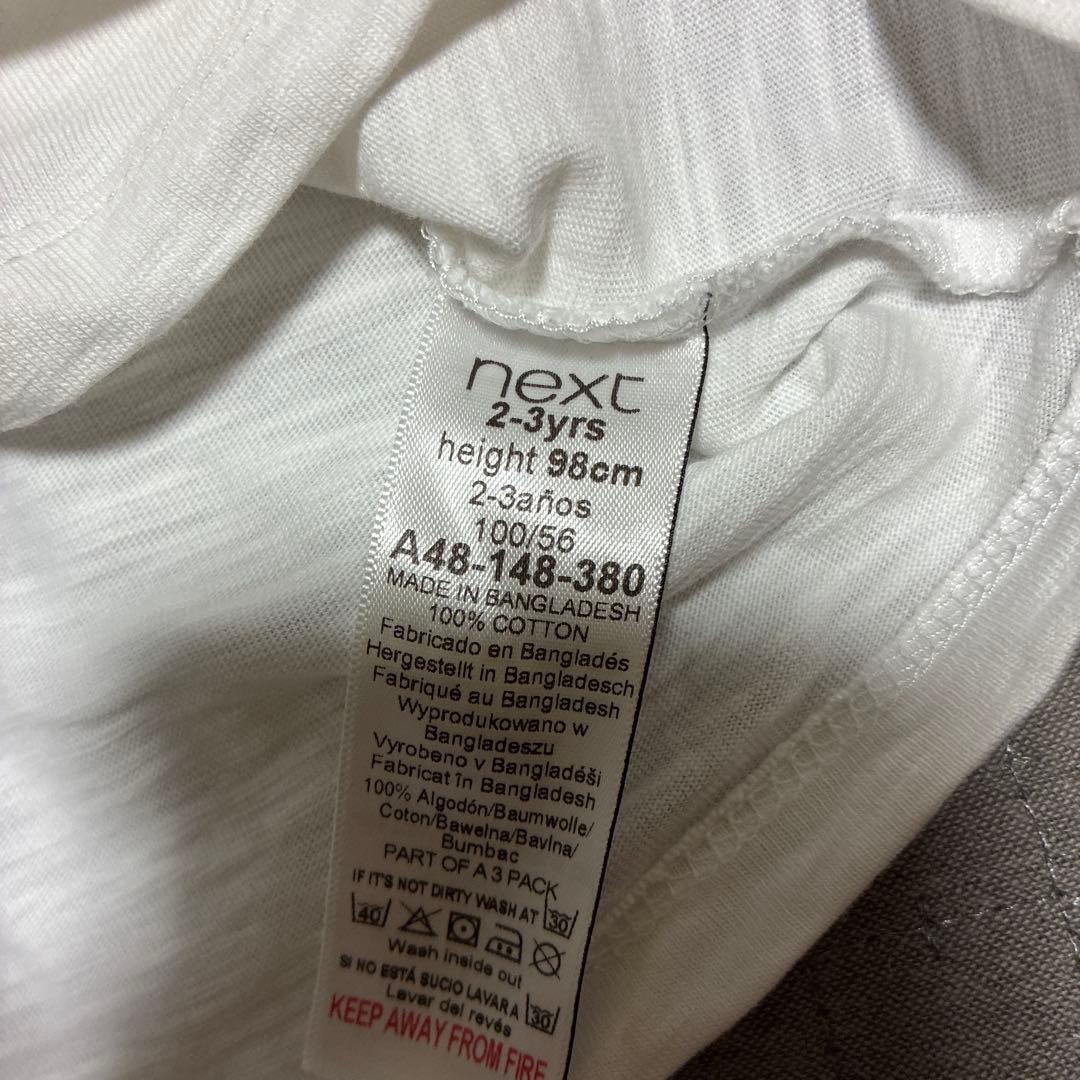 next
2-3yrs
height 98cm
2-3años
100/56
A48-148-380
MADE IN BANGLADESH
100% COTTON
Fabricado en Bangladés
Hergestellt in Bangladesch
Fabriqué au Bangladesh
Wyprodukowano w
Bangladeszu
Vyrobeno v Bangladéši
Fabricat în Bangladesh
100% Algodón/Baumwolle/
Coton/Bawełna/Bavlna/
Bumbac
PART OF A 3 PACK
IF IT'S NOT DIRTY WASH AT 30
40
Wash inside out
SI NO ESTÁ SUCIO LAVAR A 30
Lavar del revés
KEEP AWAY FROM FIRE